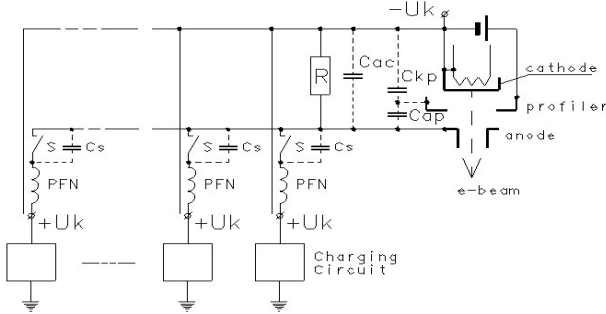 -Uk
Cac
Ckp
cathode
R
profiler
Cap
anode
S
Cs
S
Cs
S
Cs
PFN
PFN
PFN
e-beam
+Uk
+Uk
+Uk
Charging
Circuit